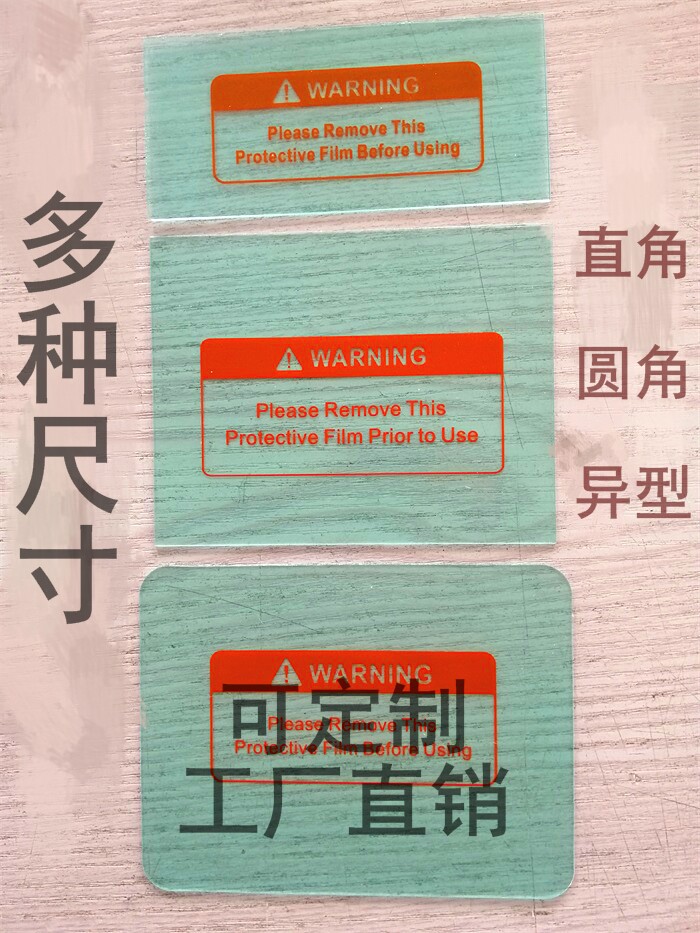 WARNING
Please Remove This
Protective Film Before Using
多种尺寸
直角
圆角
异型
WARNING
Please Remove This
Protective Film Prior to Use
WARNING
Please Remove This
Protective Film Before Using
可定制
工厂直销